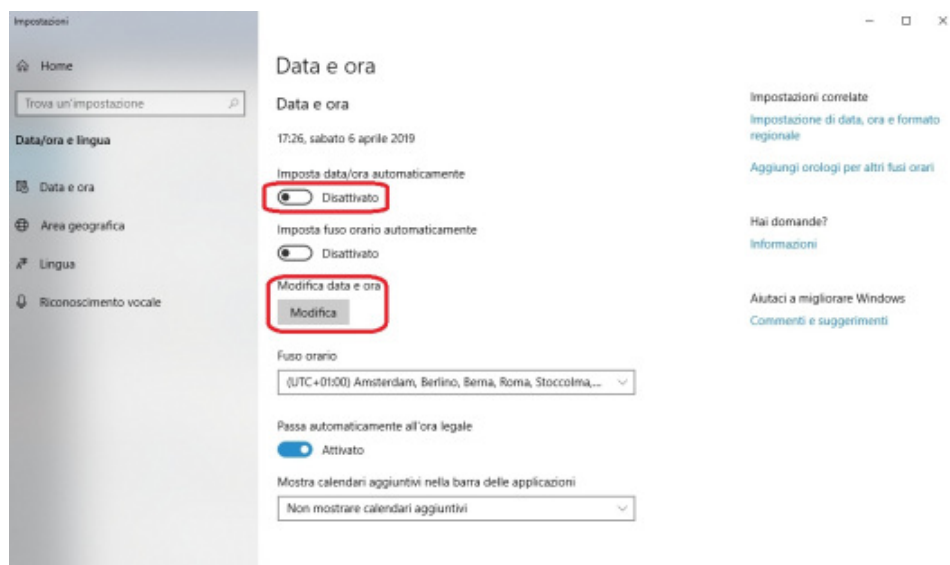 Impostazioni
Home
Trova un'impostazione
Data/ora e lingua
Data e ora
Area geografica
Lingua
Riconoscimento vocale
Data e ora
Data e ora
17:26, sabato 6 aprile 2019
Imposta data/ora automaticamente
Disattivato
Imposta fuso orario automaticamente
Disattivato
Modifica data e ora
Modifica
Fuso orario
(UTC+01:00) Amsterdam, Berlino, Berna, Roma, Stoccolma,...
Passa automaticamente all'ora legale
Attivato
Mostra calendari aggiuntivi nella barra delle applicazioni
Non mostrare calendari aggiuntivi
Impostazioni correlate
Impostazione di data, ora e formato
regionale
Aggiungi orologi per altri fusi orari
Hai domande?
Informazioni
Aiutaci a migliorare Windows
Commenti e suggerimenti